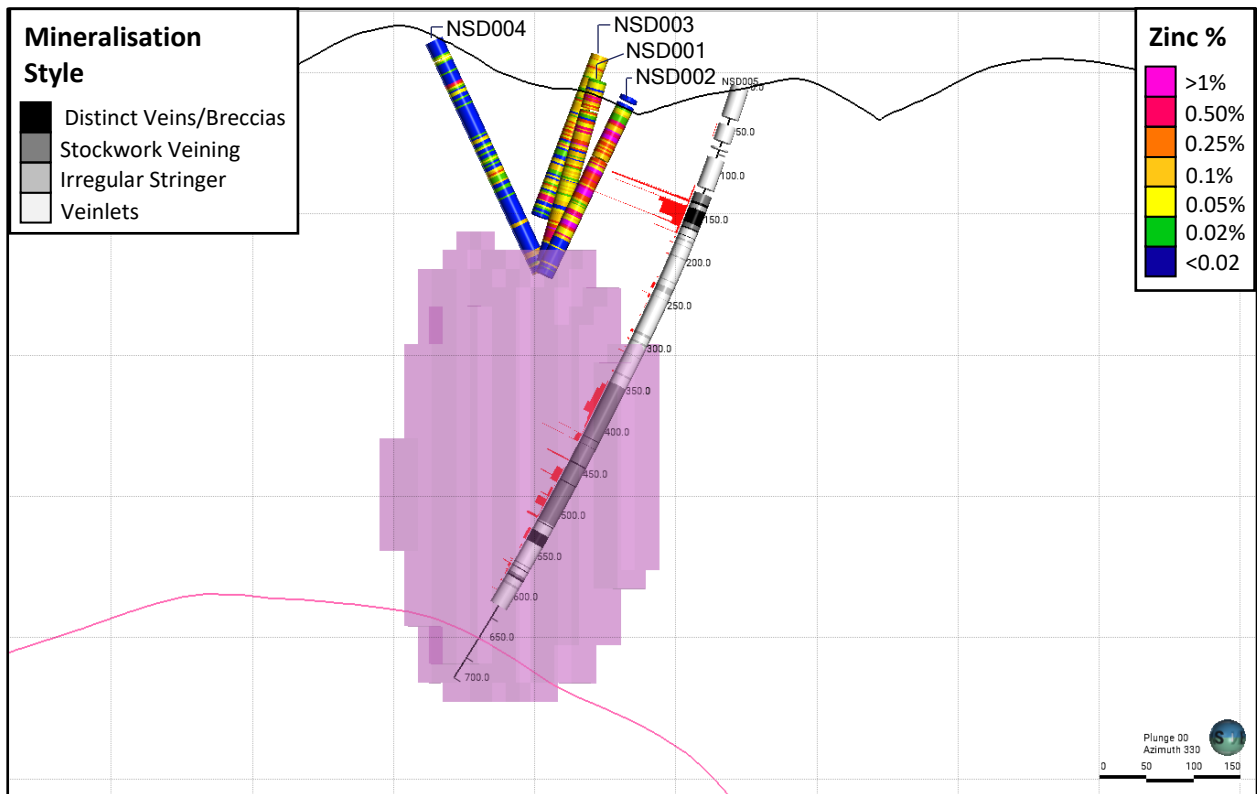 Mineralisation
Style
Distinct Veins/Breccias
Stockwork Veining
Irregular Stringer
Veinlets
NSD004
NSD003
NSD001
NSD002
NSD005
0.0
50.0
100.0
150.0
200.0
250.0
300.0
350.0
400.0
450.0
500.0
550.0
600.0
650.0
700.0
Zinc %
>1%
0.50%
0.25%
0.1%
0.05%
0.02%
<0.02
Plunge 00
Azimuth 330
S
0 50 100 150